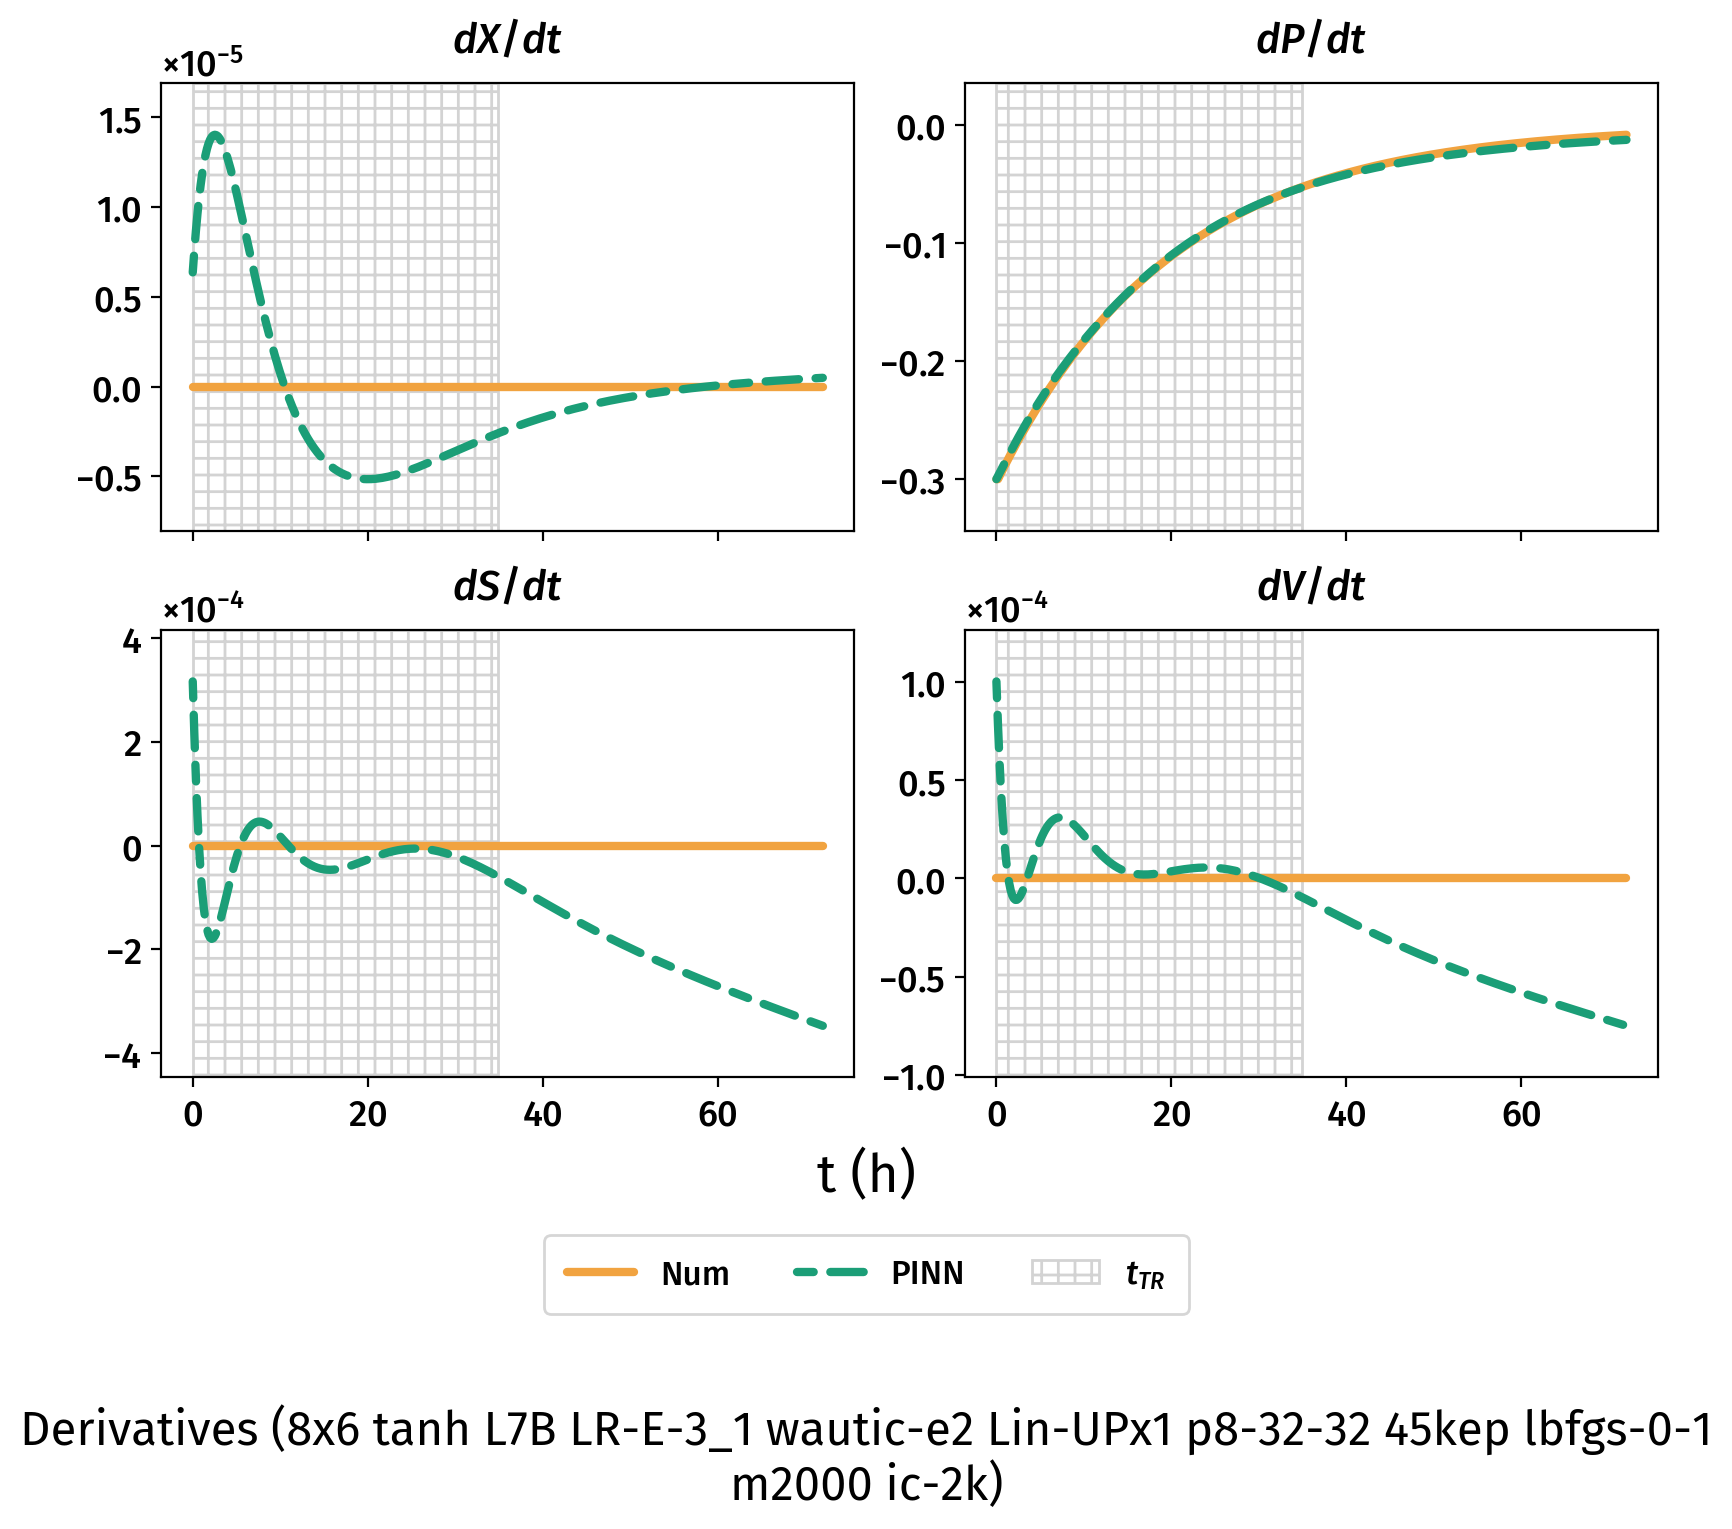 dX/dt
×10⁻⁵
1.5
1.0
0.5
0.0
−0.5
dP/dt
0.0
−0.1
−0.2
−0.3
dS/dt
×10⁻⁴
4
2
0
−2
−4
0 20 40 60
dV/dt
×10⁻⁴
1.0
0.5
0.0
−0.5
−1.0
0 20 40 60
t (h)
Num PINN t_TR
Derivatives (8x6 tanh L7B LR-E-3_1 wautic-e2 Lin-UPx1 p8-32-32 45kep lbfgs-0-1
m2000 ic-2k)